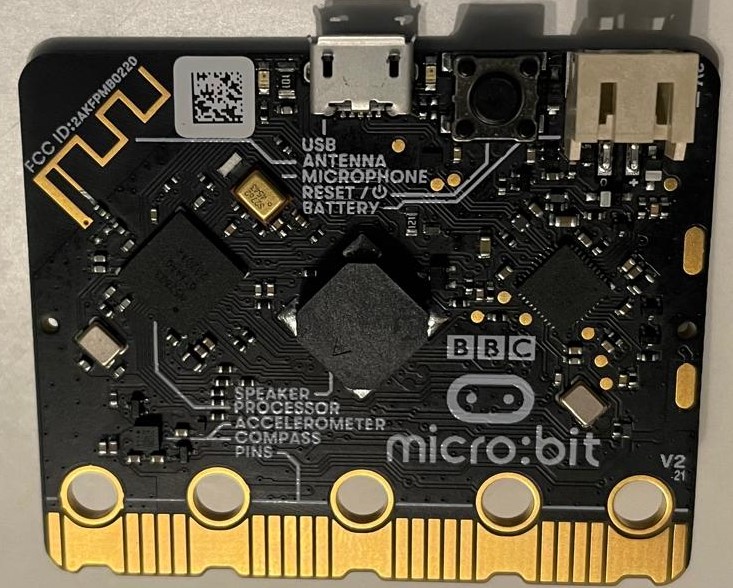 FCC ID:2AKFPMB0220
USB
ANTENNA
MICROPHONE
RESET / ⏻
BATTERY
BBC
SPEAKER
PROCESSOR
ACCELEROMETER
COMPASS
PINS
micro:bit
V2
.21